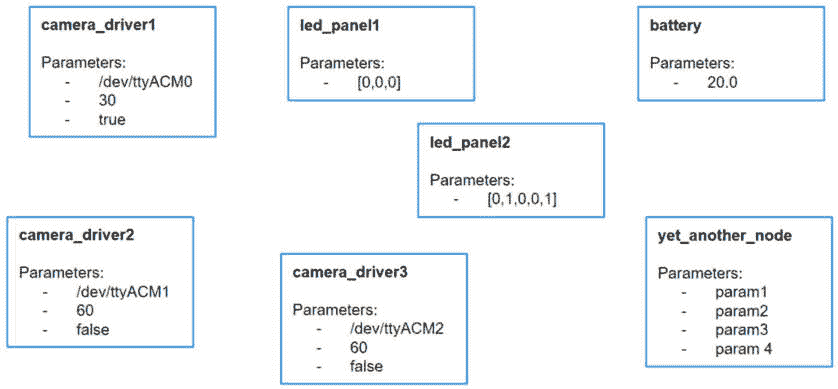 camera_driver1
Parameters:
- /dev/ttyACM0
- 30
- true
led_panel1
Parameters:
- [0,0,0]
battery
Parameters:
- 20.0
led_panel2
Parameters:
- [0,1,0,0,1]
camera_driver2
Parameters:
- /dev/ttyACM1
- 60
- false
camera_driver3
Parameters:
- /dev/ttyACM2
- 60
- false
yet_another_node
Parameters:
- param1
- param2
- param3
- param 4